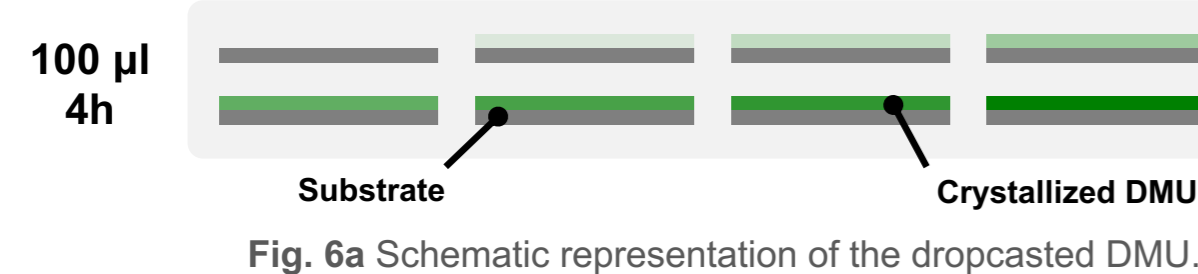 100 µl
4h
Substrate
Crystallized DMU
Fig. 6a Schematic representation of the dropcasted DMU.